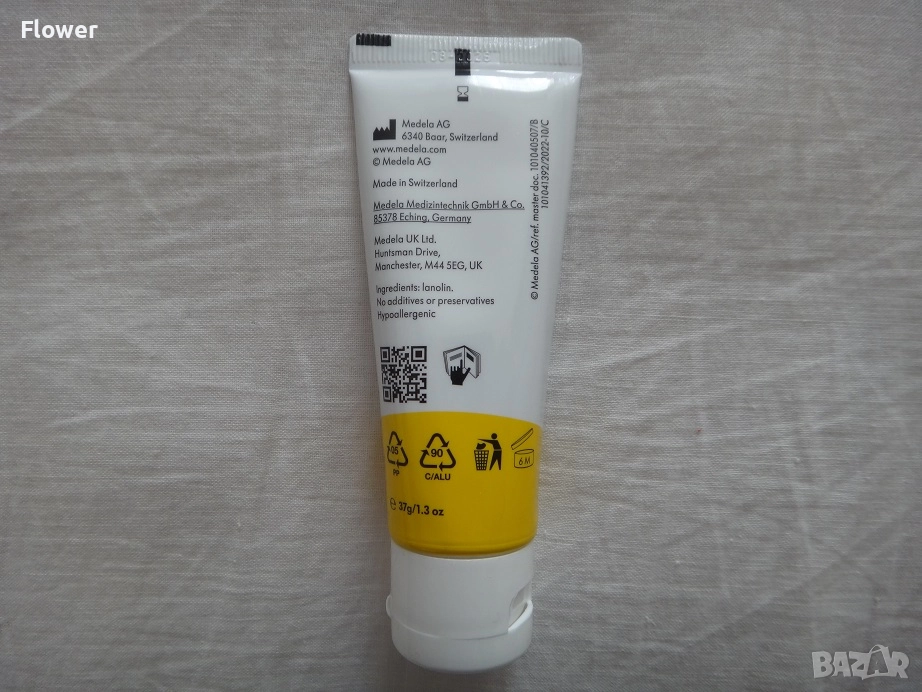 Flower
Medela AG
6340 Baar, Switzerland
www.medela.com
© Medela AG
Made in Switzerland
Medela Medizintechnik GmbH & Co.
85378 Eching, Germany
Medela UK Ltd.
Huntsman Drive,
Manchester, M44 5EG, UK
Ingredients: lanolin.
No additives or preservatives
Hypoallergenic
© Medela AG/ref. master doc. 101040507/B
101041392/2022-10/C
05
PP
90
C/ALU
6 M
℮ 37g/1.3 oz
BAZAR